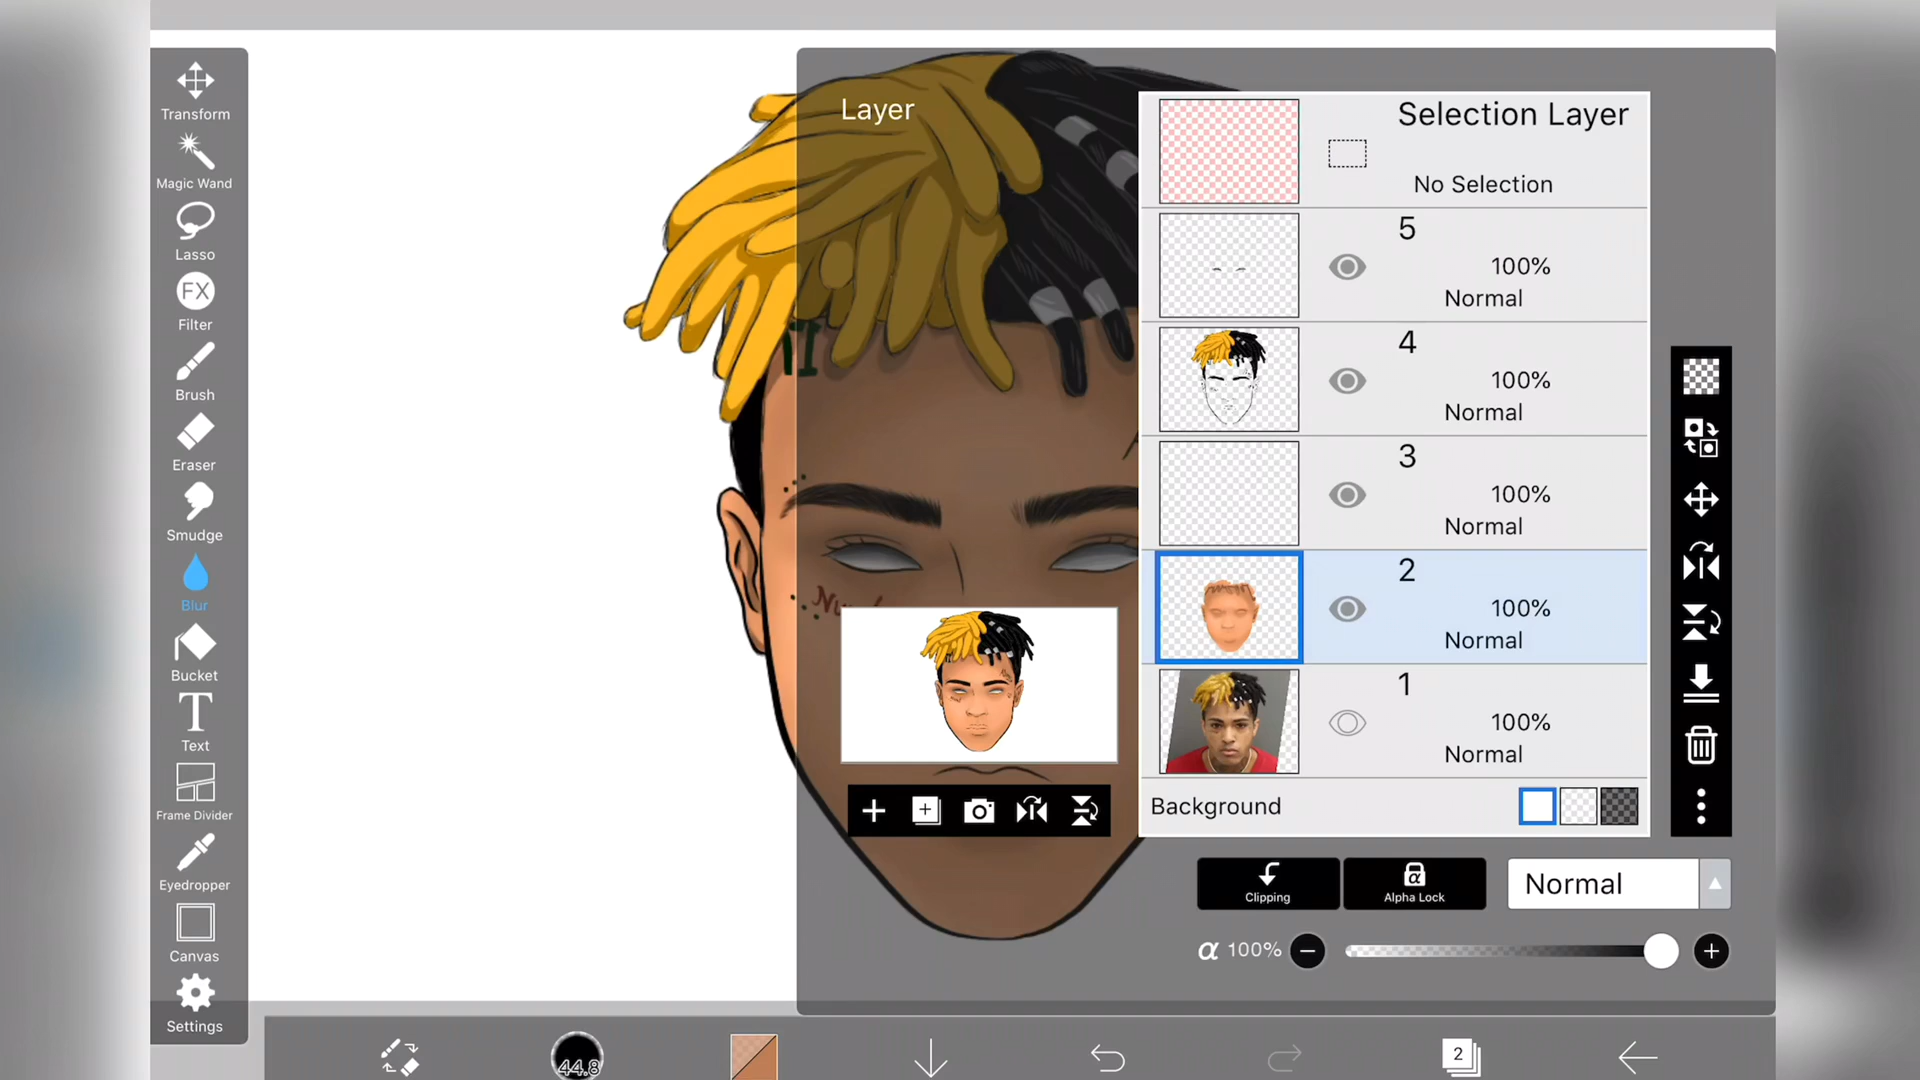 Transform
Magic Wand
Lasso
FX
Filter
Brush
Eraser
Smudge
Blur
Bucket
T
Text
Frame Divider
Eyedropper
Canvas
Settings
Layer
Selection Layer
No Selection
5
100%
Normal
4
100%
Normal
3
100%
Normal
2
100%
Normal
1
100%
Normal
Background
Clipping
α
Alpha Lock
Normal
α 100%
44.8
2